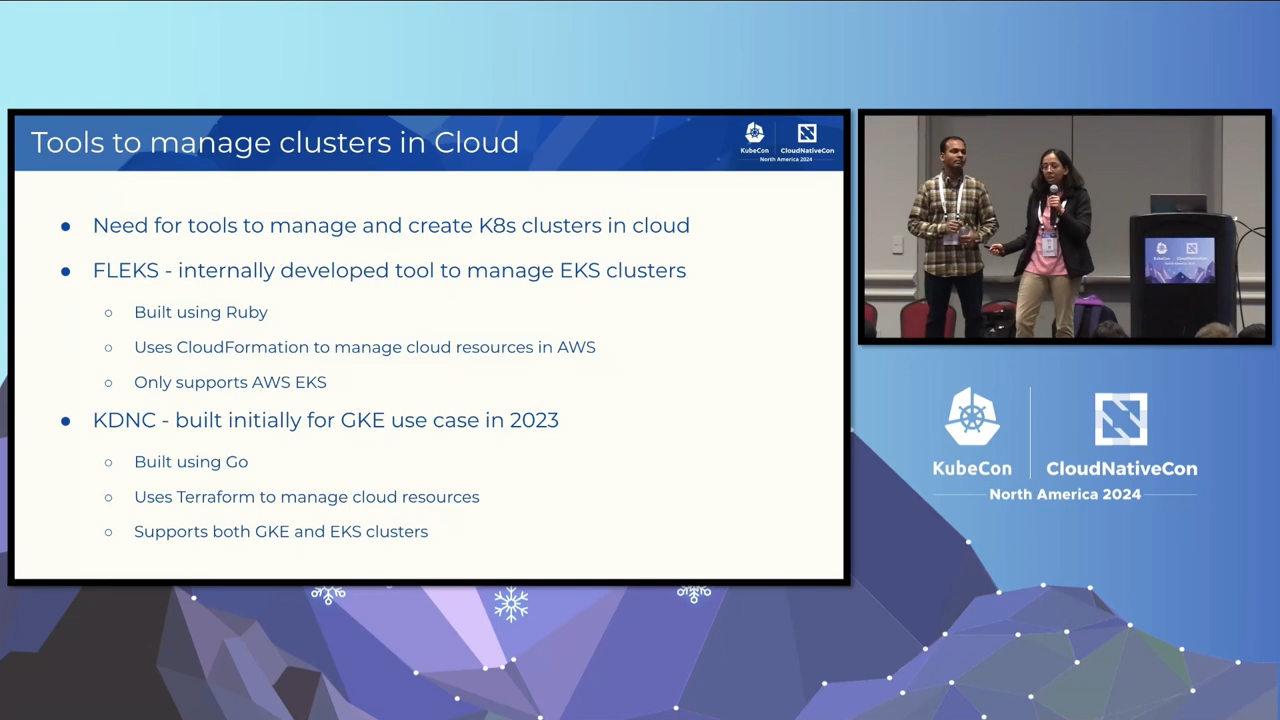 Tools to manage clusters in Cloud
KubeCon
CloudNativeCon
North America 2024
● Need for tools to manage and create K8s clusters in cloud
● FLEKS - internally developed tool to manage EKS clusters
○ Built using Ruby
○ Uses CloudFormation to manage cloud resources in AWS
○ Only supports AWS EKS
● KDNC - built initially for GKE use case in 2023
○ Built using Go
○ Uses Terraform to manage cloud resources
○ Supports both GKE and EKS clusters
KubeCon
CloudNativeCon
North America 2024